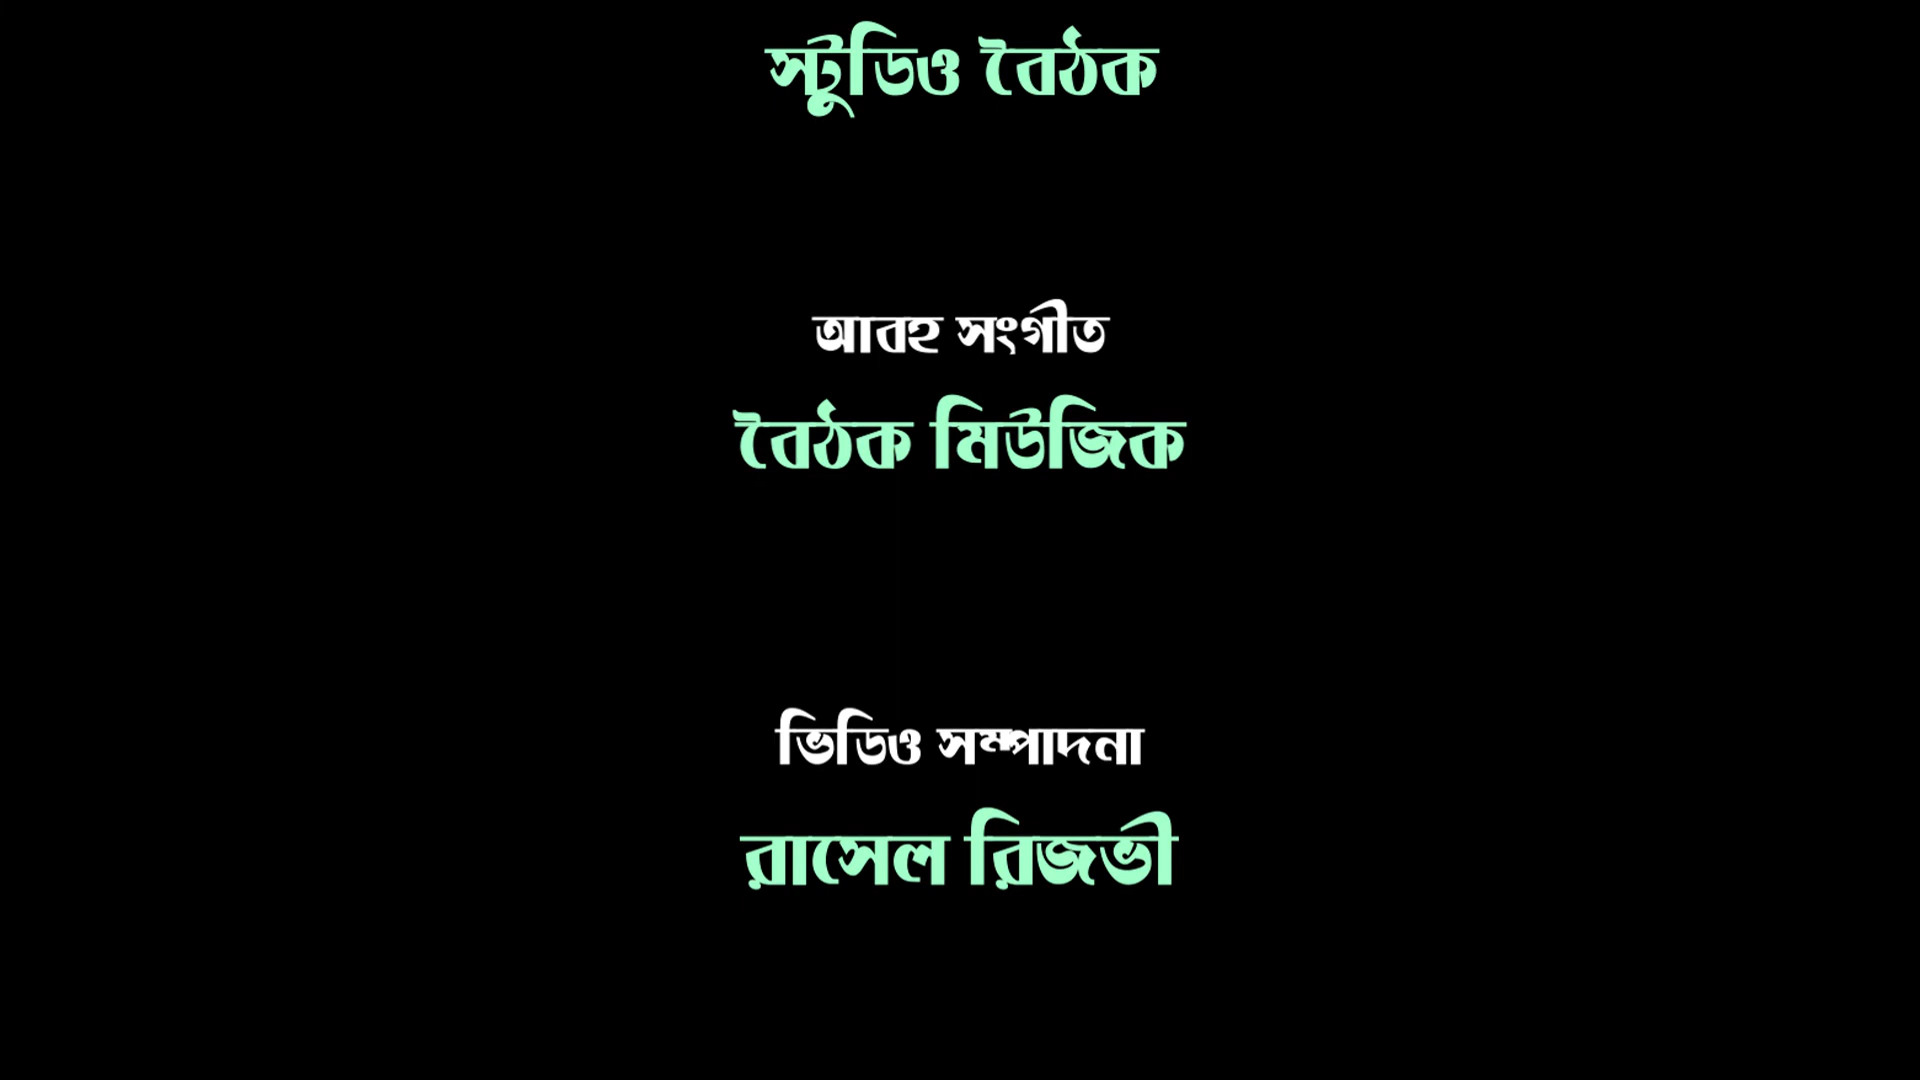 স্টুডিও বৈঠক
আবহ সংগীত
বৈঠক মিউজিক
ভিডিও সম্পাদনা
রাসেল রিজভী